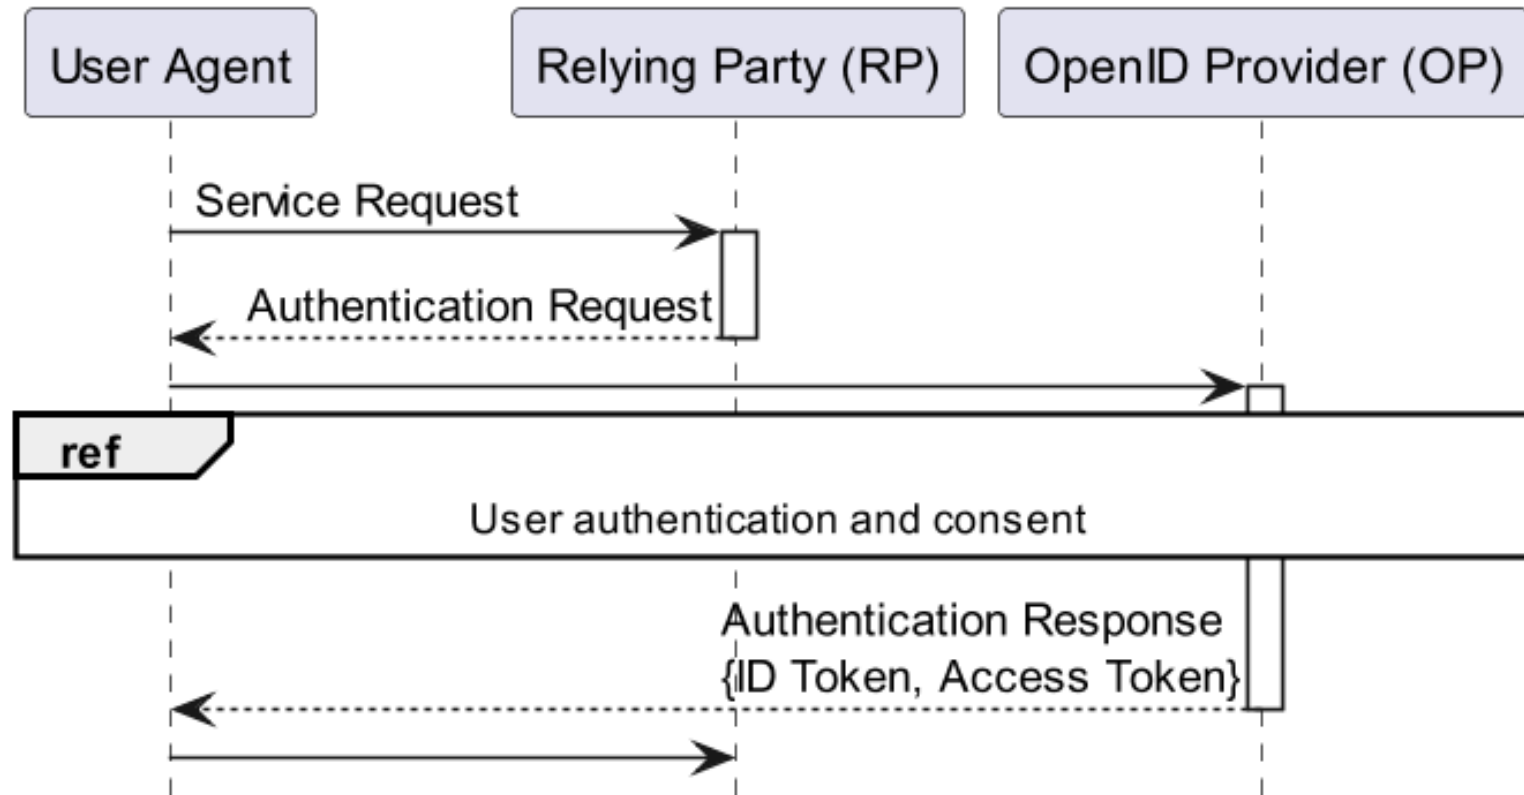 User Agent
Relying Party (RP)
OpenID Provider (OP)
Service Request
Authentication Request
ref
User authentication and consent
Authentication Response
{ID Token, Access Token}